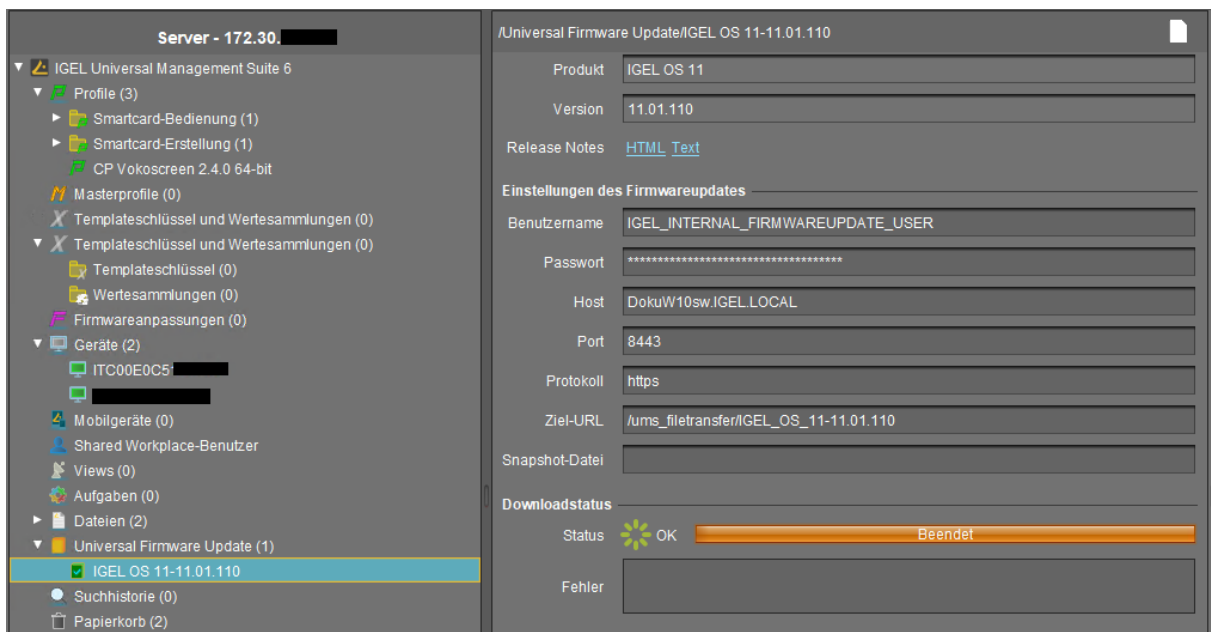 Server - 172.30.
IGEL Universal Management Suite 6
Profile (3)
Smartcard-Bedienung (1)
Smartcard-Erstellung (1)
CP Vokoscreen 2.4.0 64-bit
Masterprofile (0)
Templateschlüssel und Wertesammlungen (0)
Templateschlüssel und Wertesammlungen (0)
Templateschlüssel (0)
Wertesammlungen (0)
Firmwareanpassungen (0)
Geräte (2)
ITC00E0C5
Mobilgeräte (0)
Shared Workplace-Benutzer
Views (0)
Aufgaben (0)
Dateien (2)
Universal Firmware Update (1)
IGEL OS 11-11.01.110
Suchhistorie (0)
Papierkorb (2)
/Universal Firmware Update/IGEL OS 11-11.01.110
Produkt IGEL OS 11
Version 11.01.110
Release Notes HTML Text
Einstellungen des Firmwareupdates
Benutzername IGEL_INTERNAL_FIRMWAREUPDATE_USER
Passwort ************************************
Host DokuW10sw.IGEL.LOCAL
Port 8443
Protokoll https
Ziel-URL /ums_filetransfer/IGEL_OS_11-11.01.110
Snapshot-Datei
Downloadstatus
Status OK Beendet
Fehler